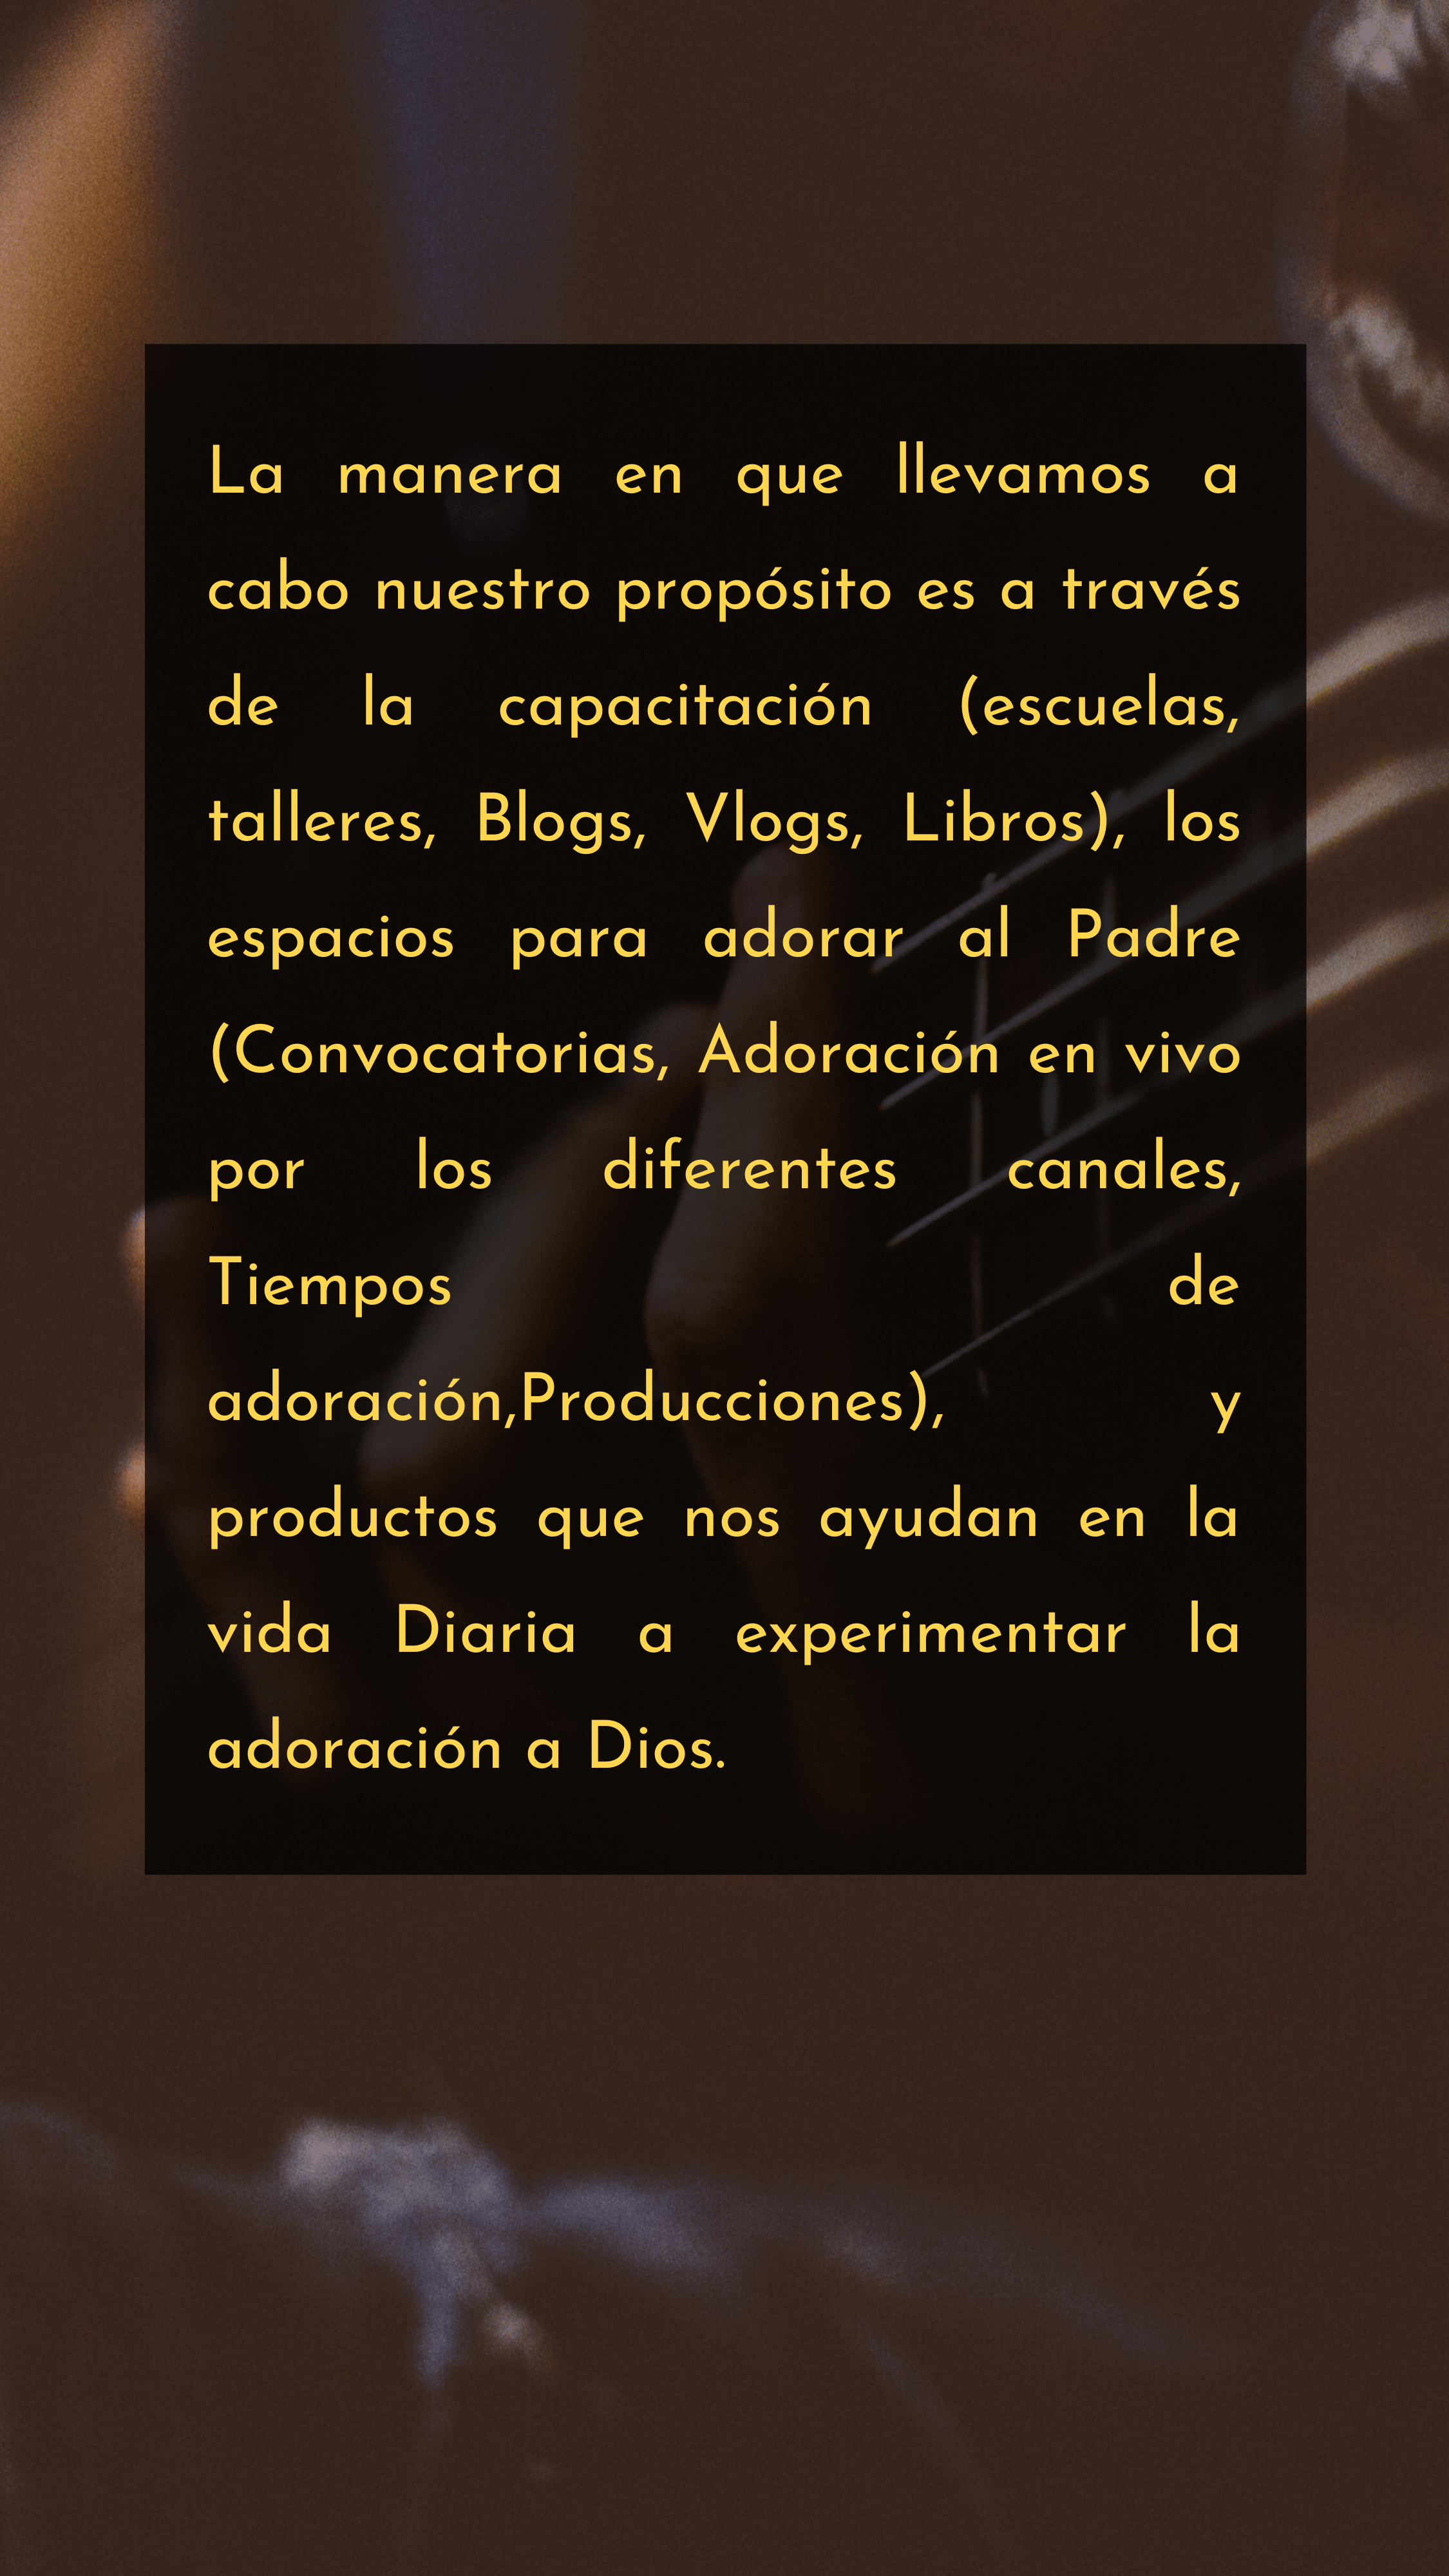 La manera en que llevamos a
cabo nuestro propósito es a través
de la capacitación (escuelas,
talleres, Blogs, Vlogs, Libros), los
espacios para adorar al Padre
(Convocatorias, Adoración en vivo
por los diferentes canales,
Tiempos de
adoración,Producciones), y
productos que nos ayudan en la
vida Diaria a experimentar la
adoración a Dios.